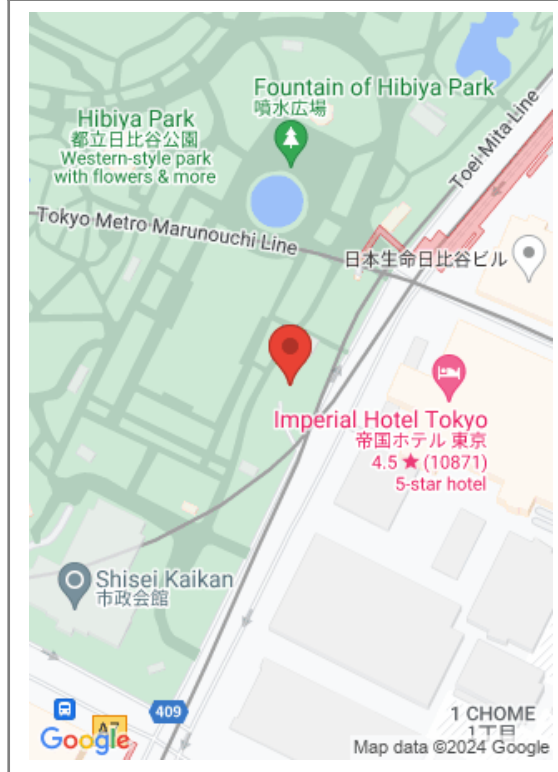 Fountain of Hibiya Park
噴水広場
Hibiya Park
都立日比谷公園
Western-style park
with flowers & more
Toei Mita Line
Tokyo Metro Marunouchi Line
日本生命日比谷ビル
Imperial Hotel Tokyo
帝国ホテル 東京
4.5 ★ (10871)
5-star hotel
Shisei Kaikan
市政会館
409
A7
1 CHOME
1丁目
Google
Map data ©2024 Google